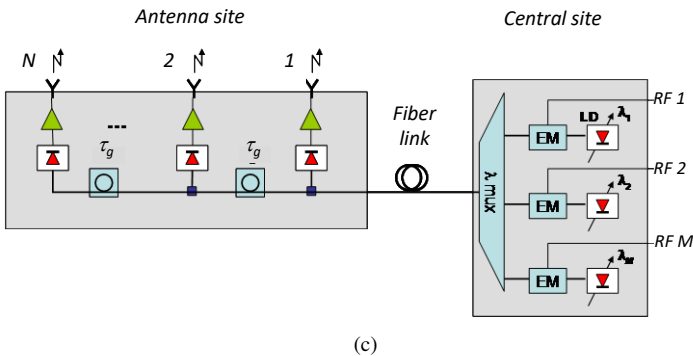 Antenna site
Central site
N
2
1
...
τg
τg
Fiber
link
λ mux
EM
LD
λ1
RF 1
EM
λ2
RF 2
EM
λM
RF M
(c)